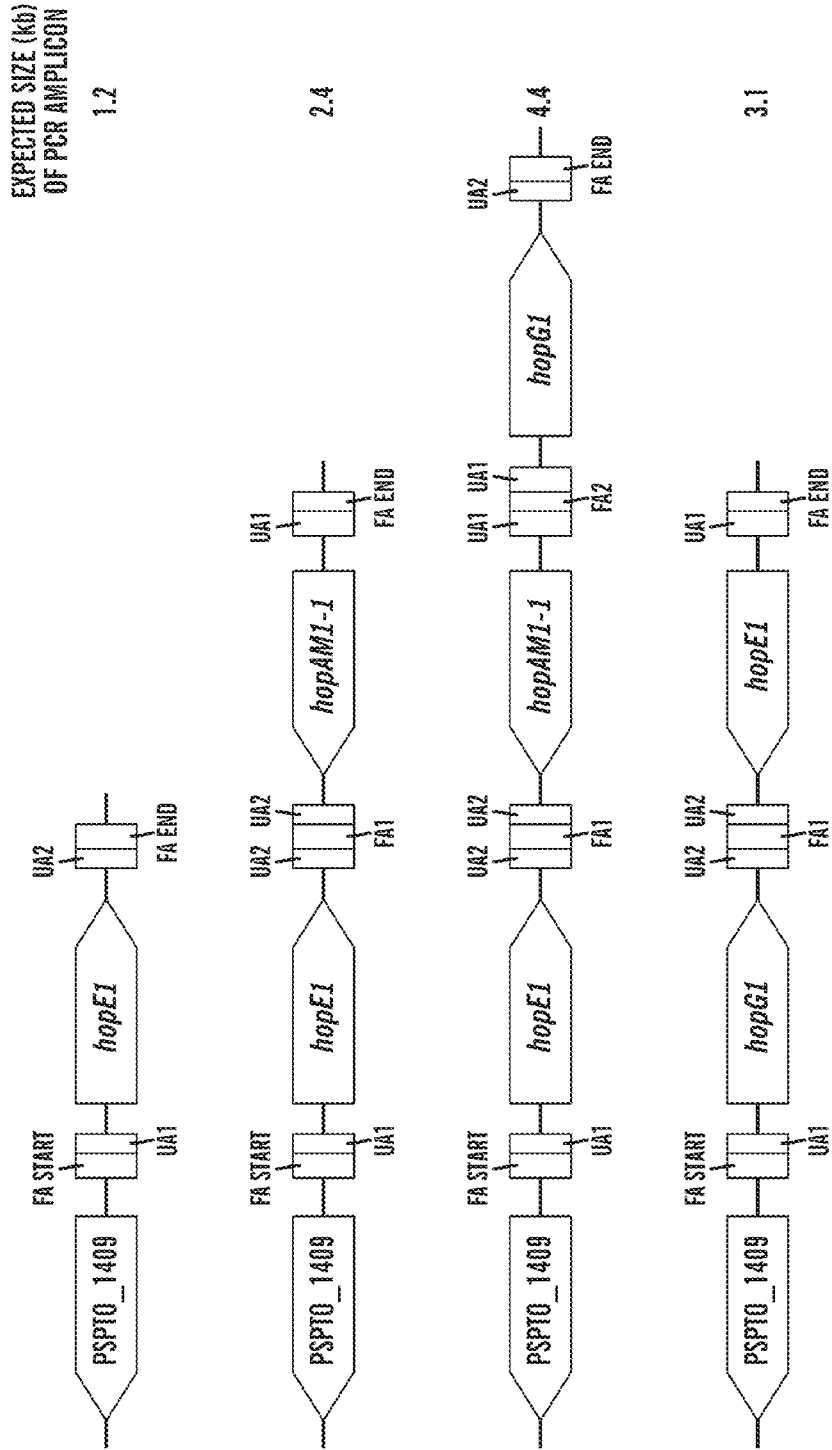 EXPECTED SIZE (kb)
OF PCR AMPLICON
FA START
UA2
PSPTO_1409
hopE1
1.2
UA1
FA END
FA START
UA2
UA2
UA1
PSPTO_1409
hopE1
hopAM1-1
2.4
UA1
FA1
FA END
FA START
UA2
UA2
UA1
UA1
UA2
PSPTO_1409
hopE1
hopAM1-1
hopG1
4.4
UA1
FA1
FA2
FA END
FA START
UA2
UA2
UA1
PSPTO_1409
hopG1
hopE1
3.1
UA1
FA1
FA END